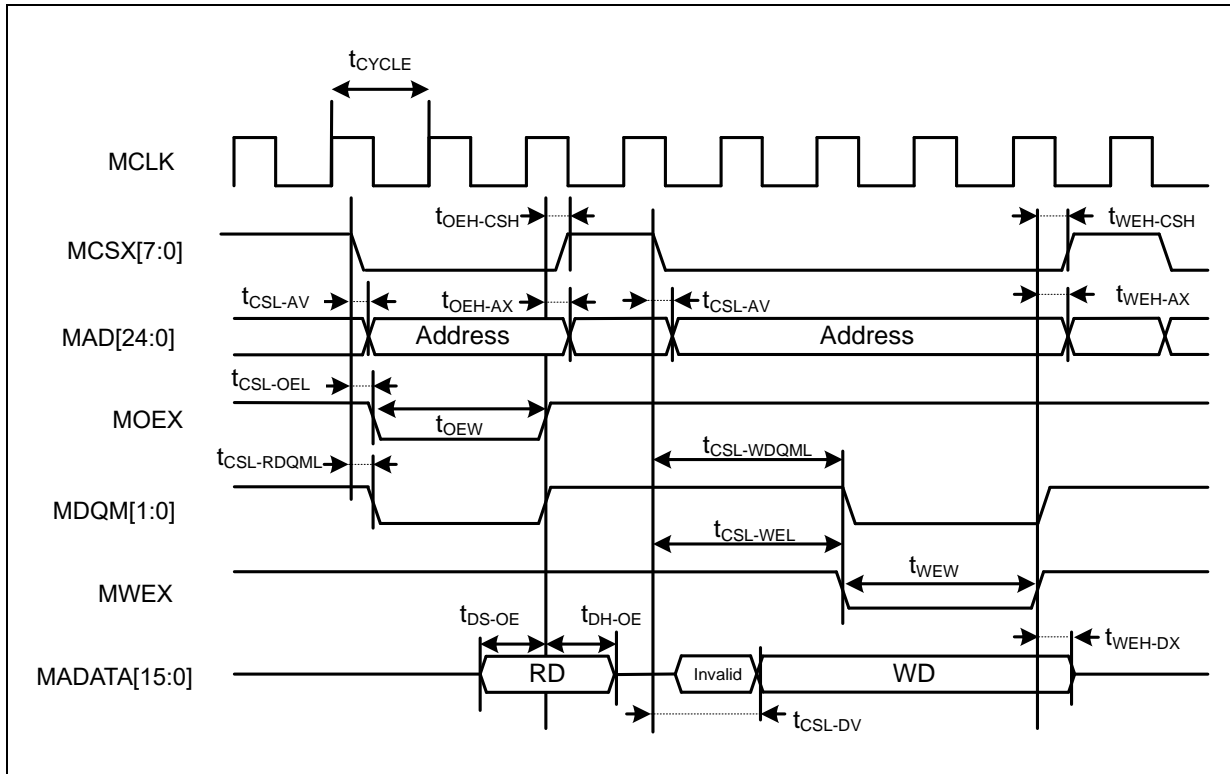 tCYCLE
MCLK
tOEH-CSH
tWEH-CSH
MCSX[7:0]
tCSL-AV
tOEH-AX
tCSL-AV
tWEH-AX
MAD[24:0]
Address
Address
tCSL-OEL
MOEX
tOEW
tCSL-WDQML
tCSL-RDQML
MDQM[1:0]
tCSL-WEL
tWEW
MWEX
tDS-OE
tDH-OE
tWEH-DX
MADATA[15:0]
RD
Invalid
WD
tCSL-DV